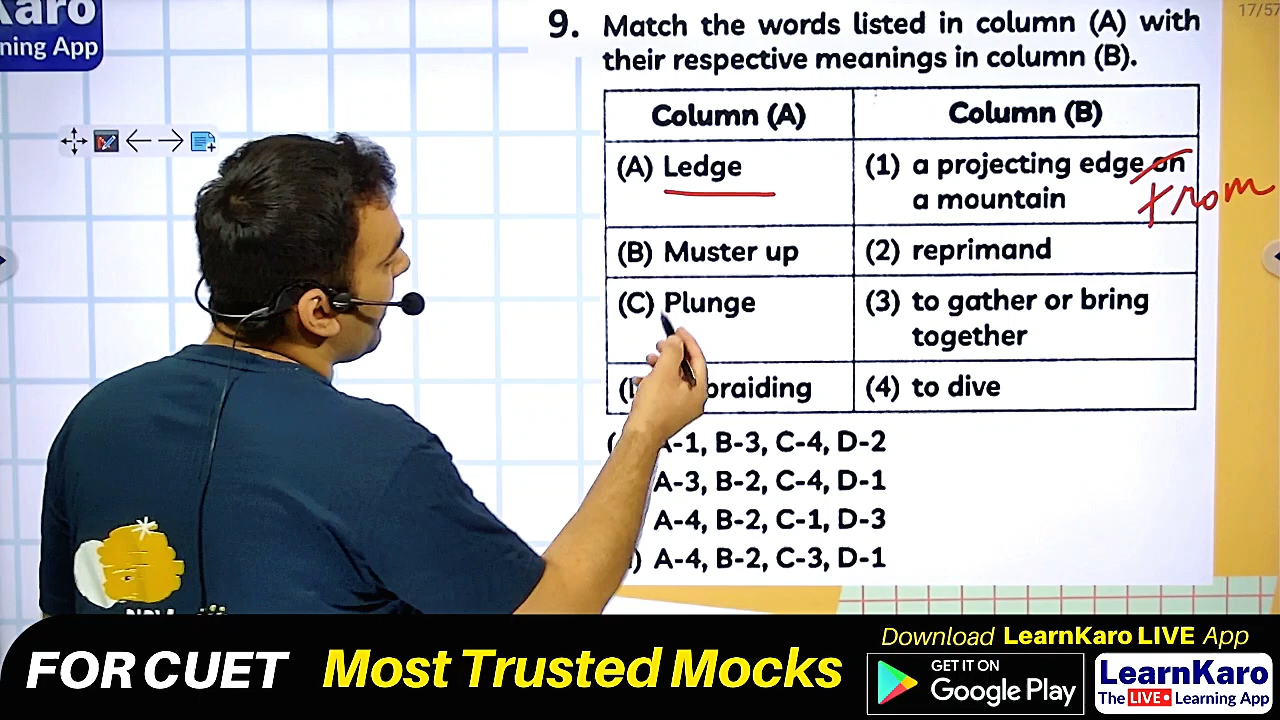 Karo
ning App
17/57
9. Match the words listed in column (A) with
their respective meanings in column (B).
Column (A) Column (B)
(A) Ledge (1) a projecting edge on
a mountain
from
(B) Muster up (2) reprimand
(C) Plunge (3) to gather or bring
together
braiding (4) to dive
A-1, B-3, C-4, D-2
A-3, B-2, C-4, D-1
A-4, B-2, C-1, D-3
A-4, B-2, C-3, D-1
FOR CUET Most Trusted Mocks
Download LearnKaro LIVE App
GET IT ON
Google Play
LearnKaro
The LIVE Learning App